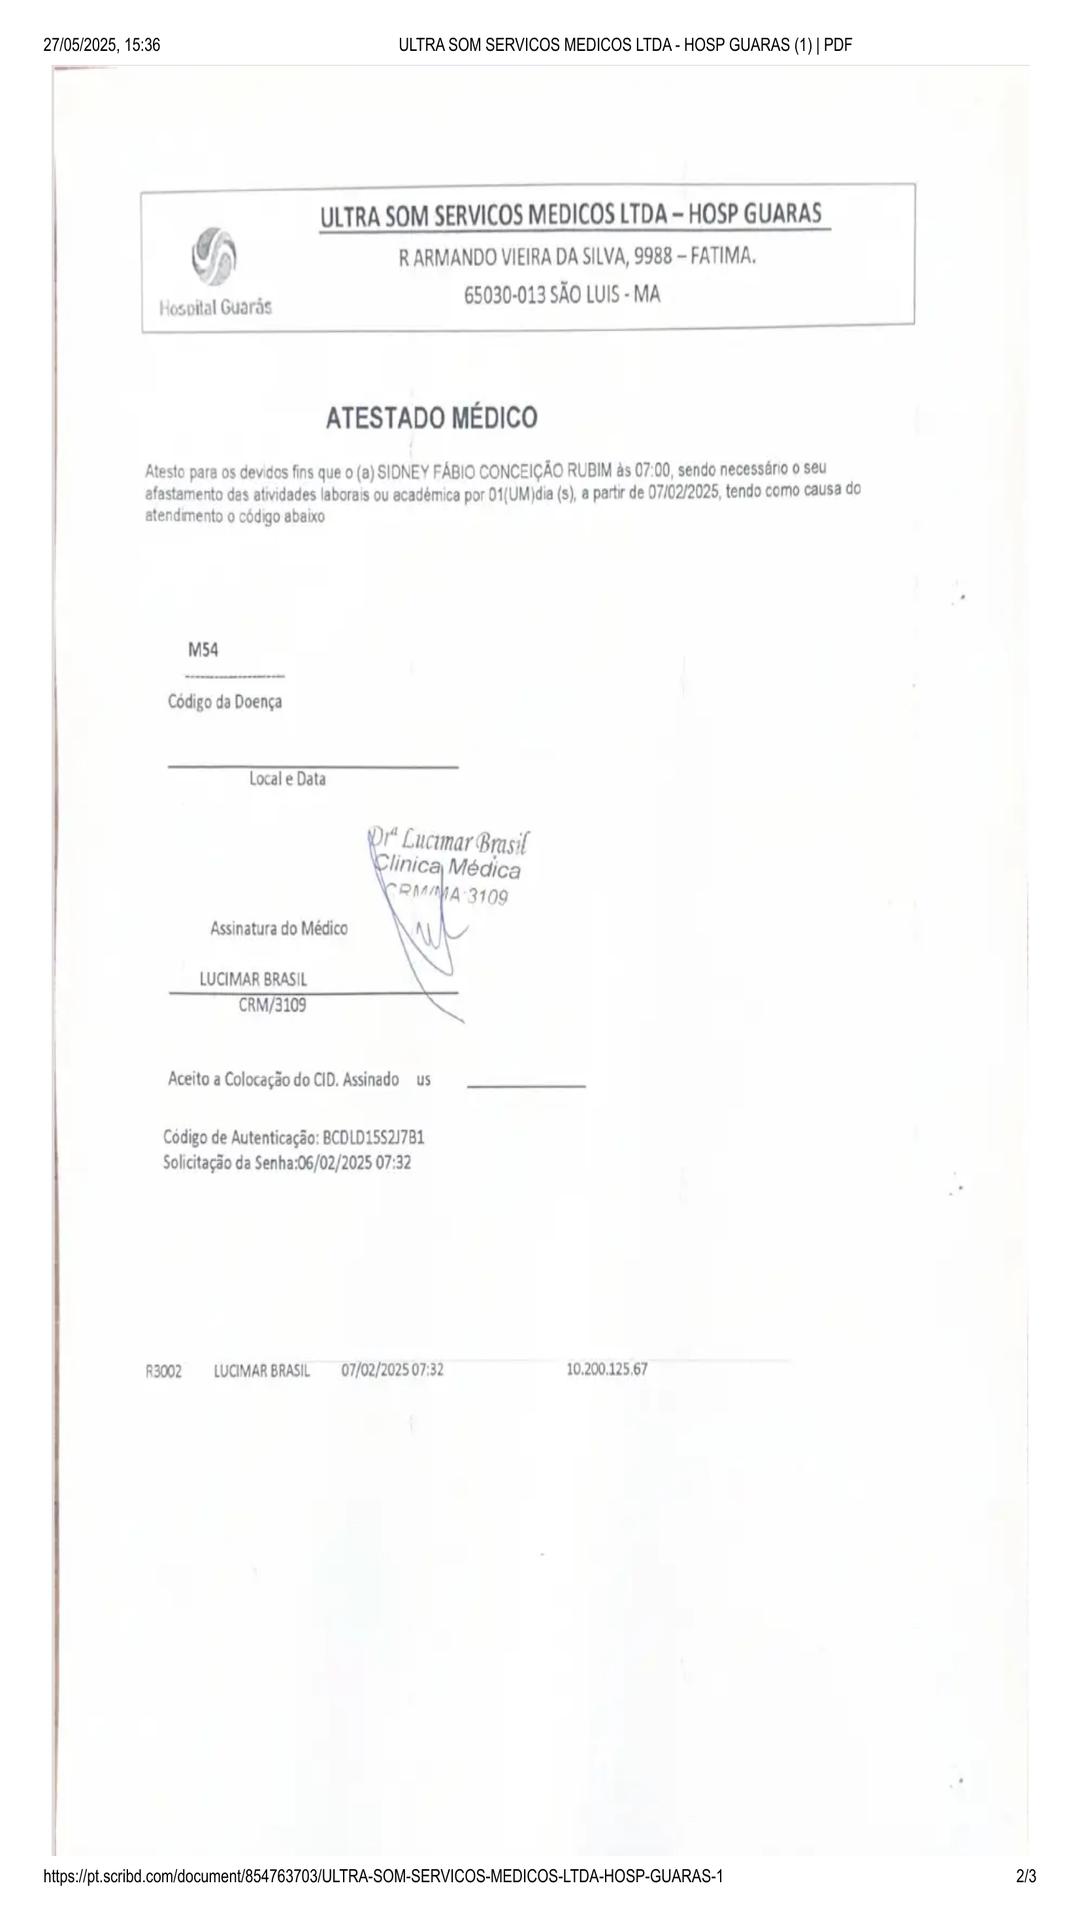 27/05/2025, 15:36 ULTRA SOM SERVICOS MEDICOS LTDA - HOSP GUARAS (1) | PDF
ULTRA SOM SERVICOS MEDICOS LTDA – HOSP GUARAS
R ARMANDO VIEIRA DA SILVA, 9988 – FATIMA.
65030-013 SÃO LUIS - MA
Hospital Guarás
ATESTADO MÉDICO
Atesto para os devidos fins que o (a) SIDNEY FÁBIO CONCEIÇÃO RUBIM às 07:00, sendo necessário o seu
afastamento das atividades laborais ou acadêmica por 01(UM)dia (s), a partir de 07/02/2025, tendo como causa do
atendimento o código abaixo
M54
--------------------
Código da Doença
Local e Data
Drª Lucimar Brasil
Clinica Médica
CRM/MA 3109
Assinatura do Médico
LUCIMAR BRASIL
CRM/3109
Aceito a Colocação do CID. Assinado us
Código de Autenticação: BCDLD15S2J7B1
Solicitação da Senha:06/02/2025 07:32
R3002 LUCIMAR BRASIL 07/02/2025 07:32 10.200.125.67
https://pt.scribd.com/document/854763703/ULTRA-SOM-SERVICOS-MEDICOS-LTDA-HOSP-GUARAS-1 2/3